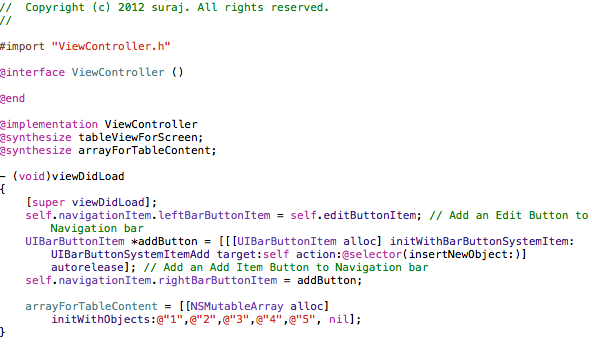 //  Copyright (c) 2012 suraj. All rights reserved.
//
#import "ViewController.h"
@interface ViewController ()
@end
@implementation ViewController
@synthesize tableViewForScreen;
@synthesize arrayForTableContent;
- (void)viewDidLoad
{
    [super viewDidLoad];
    self.navigationItem.leftBarButtonItem = self.editButtonItem; // Add an Edit Button to
        Navigation bar
    UIBarButtonItem *addButton = [[[UIBarButtonItem alloc] initWithBarButtonSystemItem:
        UIBarButtonSystemItemAdd target:self action:@selector(insertNewObject:)]
        autorelease]; // Add an Add Item Button to Navigation bar
    self.navigationItem.rightBarButtonItem = addButton;
    arrayForTableContent = [[NSMutableArray alloc]
        initWithObjects:@"1",@"2",@"3",@"4",@"5", nil];
}